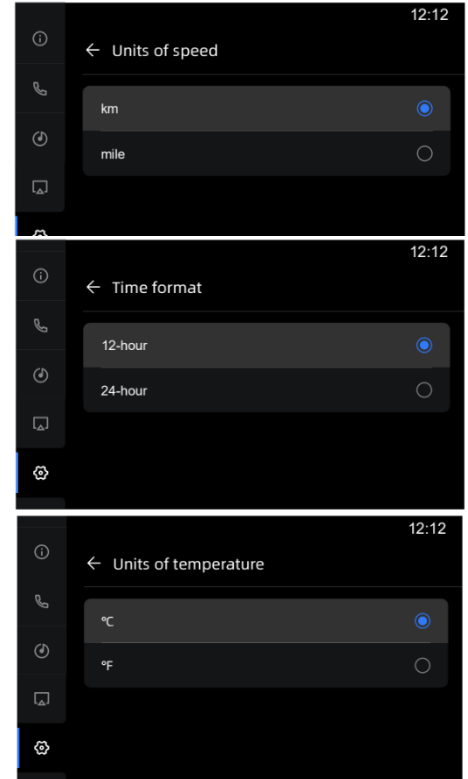 12:12
Units of speed
km
mile
12:12
Time format
12-hour
24-hour
12:12
Units of temperature
℃
℉